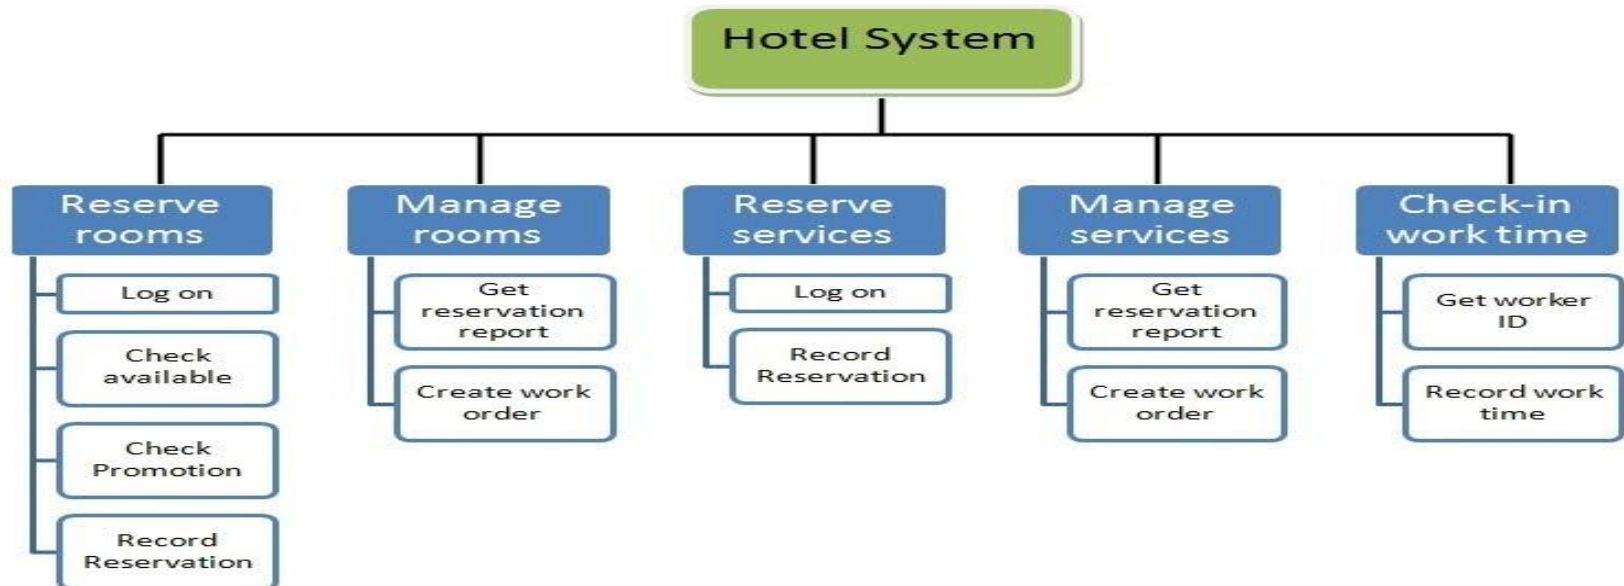 Hotel System
Reserve
rooms
Manage
rooms
Reserve
services
Manage
services
Check-in
work time
Log on
Check
available
Check
Promotion
Record
Reservation
Get
reservation
report
Create work
order
Log on
Record
Reservation
Get
reservation
report
Create work
order
Get worker
ID
Record work
time